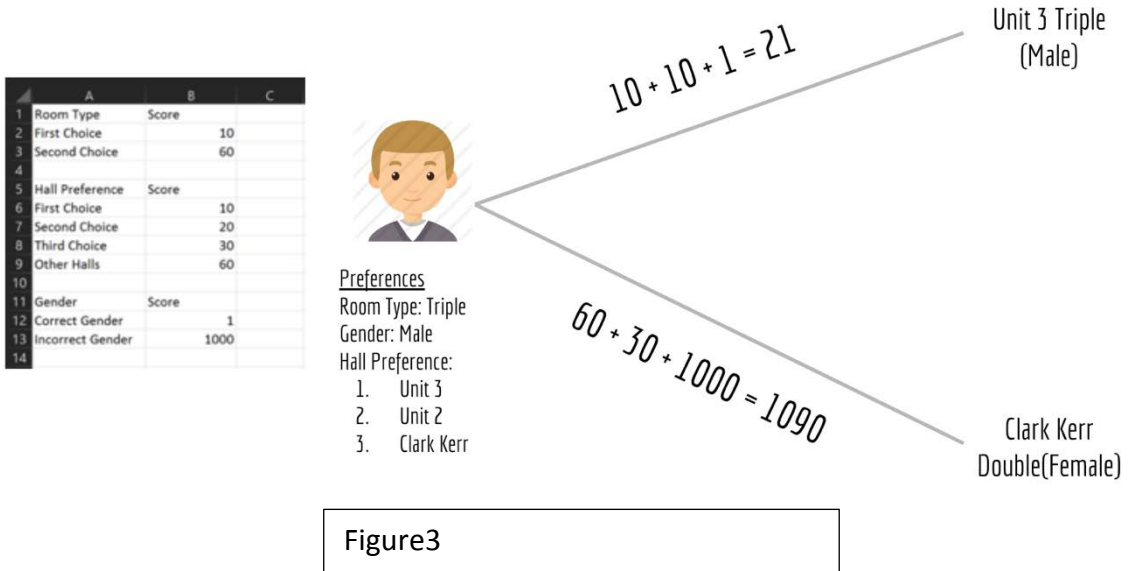 A B C
1 Room Type Score
2 First Choice 10
3 Second Choice 60
4
5 Hall Preference Score
6 First Choice 10
7 Second Choice 20
8 Third Choice 30
9 Other Halls 60
10
11 Gender Score
12 Correct Gender 1
13 Incorrect Gender 1000
14
Preferences
Room Type: Triple
Gender: Male
Hall Preference:
1. Unit 3
2. Unit 2
3. Clark Kerr
10 + 10 + 1 = 21
Unit 3 Triple
(Male)
60 + 30 + 1000 = 1090
Clark Kerr
Double(Female)
Figure3